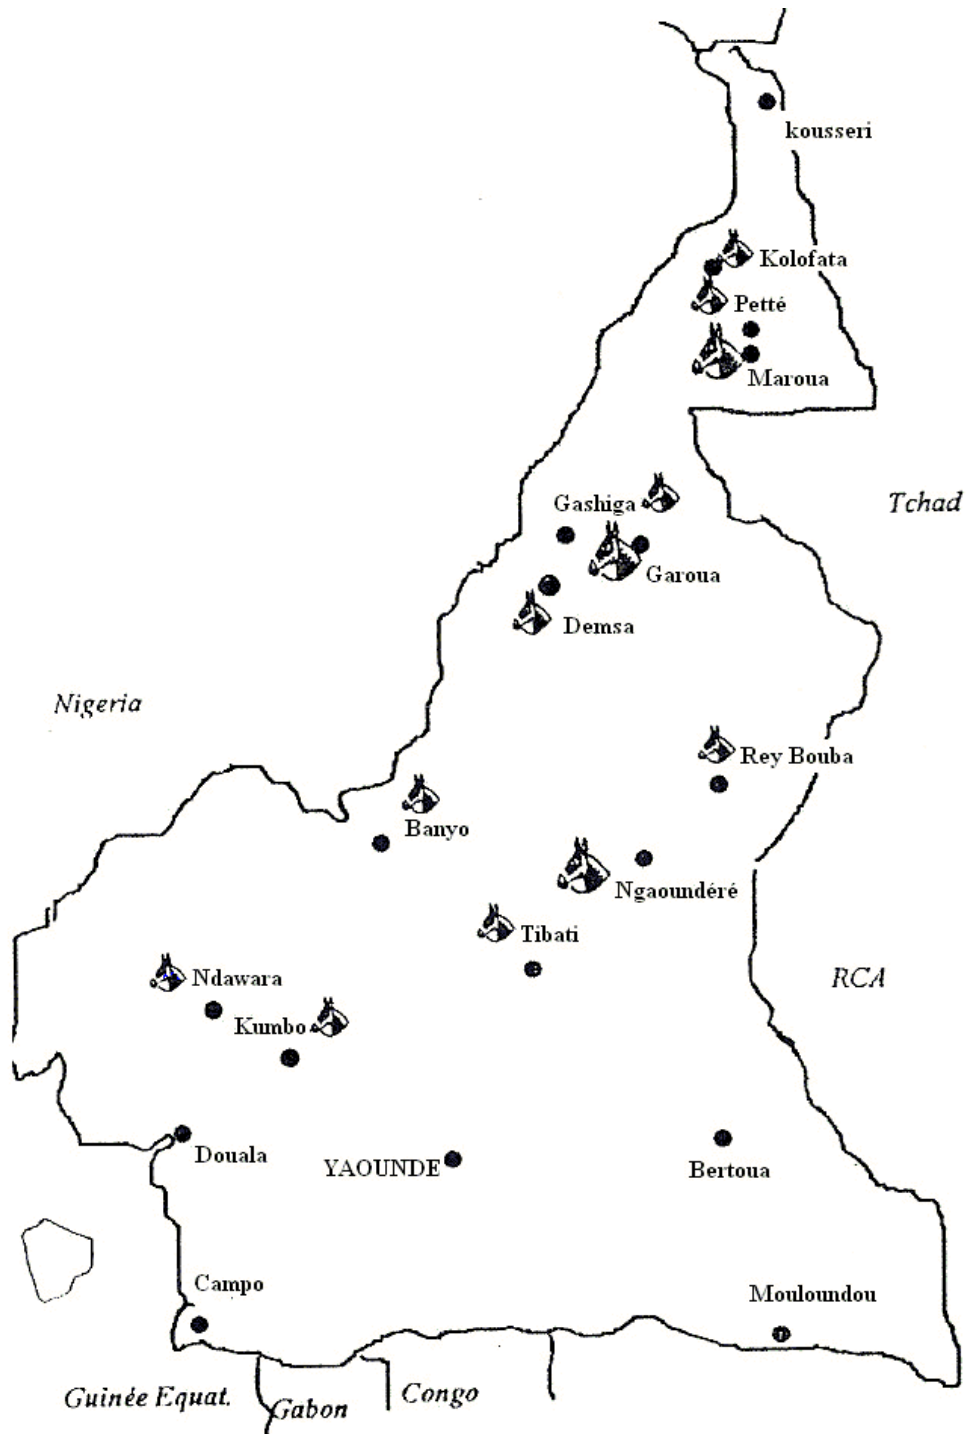 kousseri
Kolofata
Petté
Maroua
Tchad
Gashiga
Garoua
Demsa
Nigeria
Rey Bouba
Banyo
Ngaoundéré
Tibati
Ndawara
RCA
Kumbo
Douala
YAOUNDE
Bertoua
Campo
Mouloundou
Guinée Equat.
Gabon
Congo